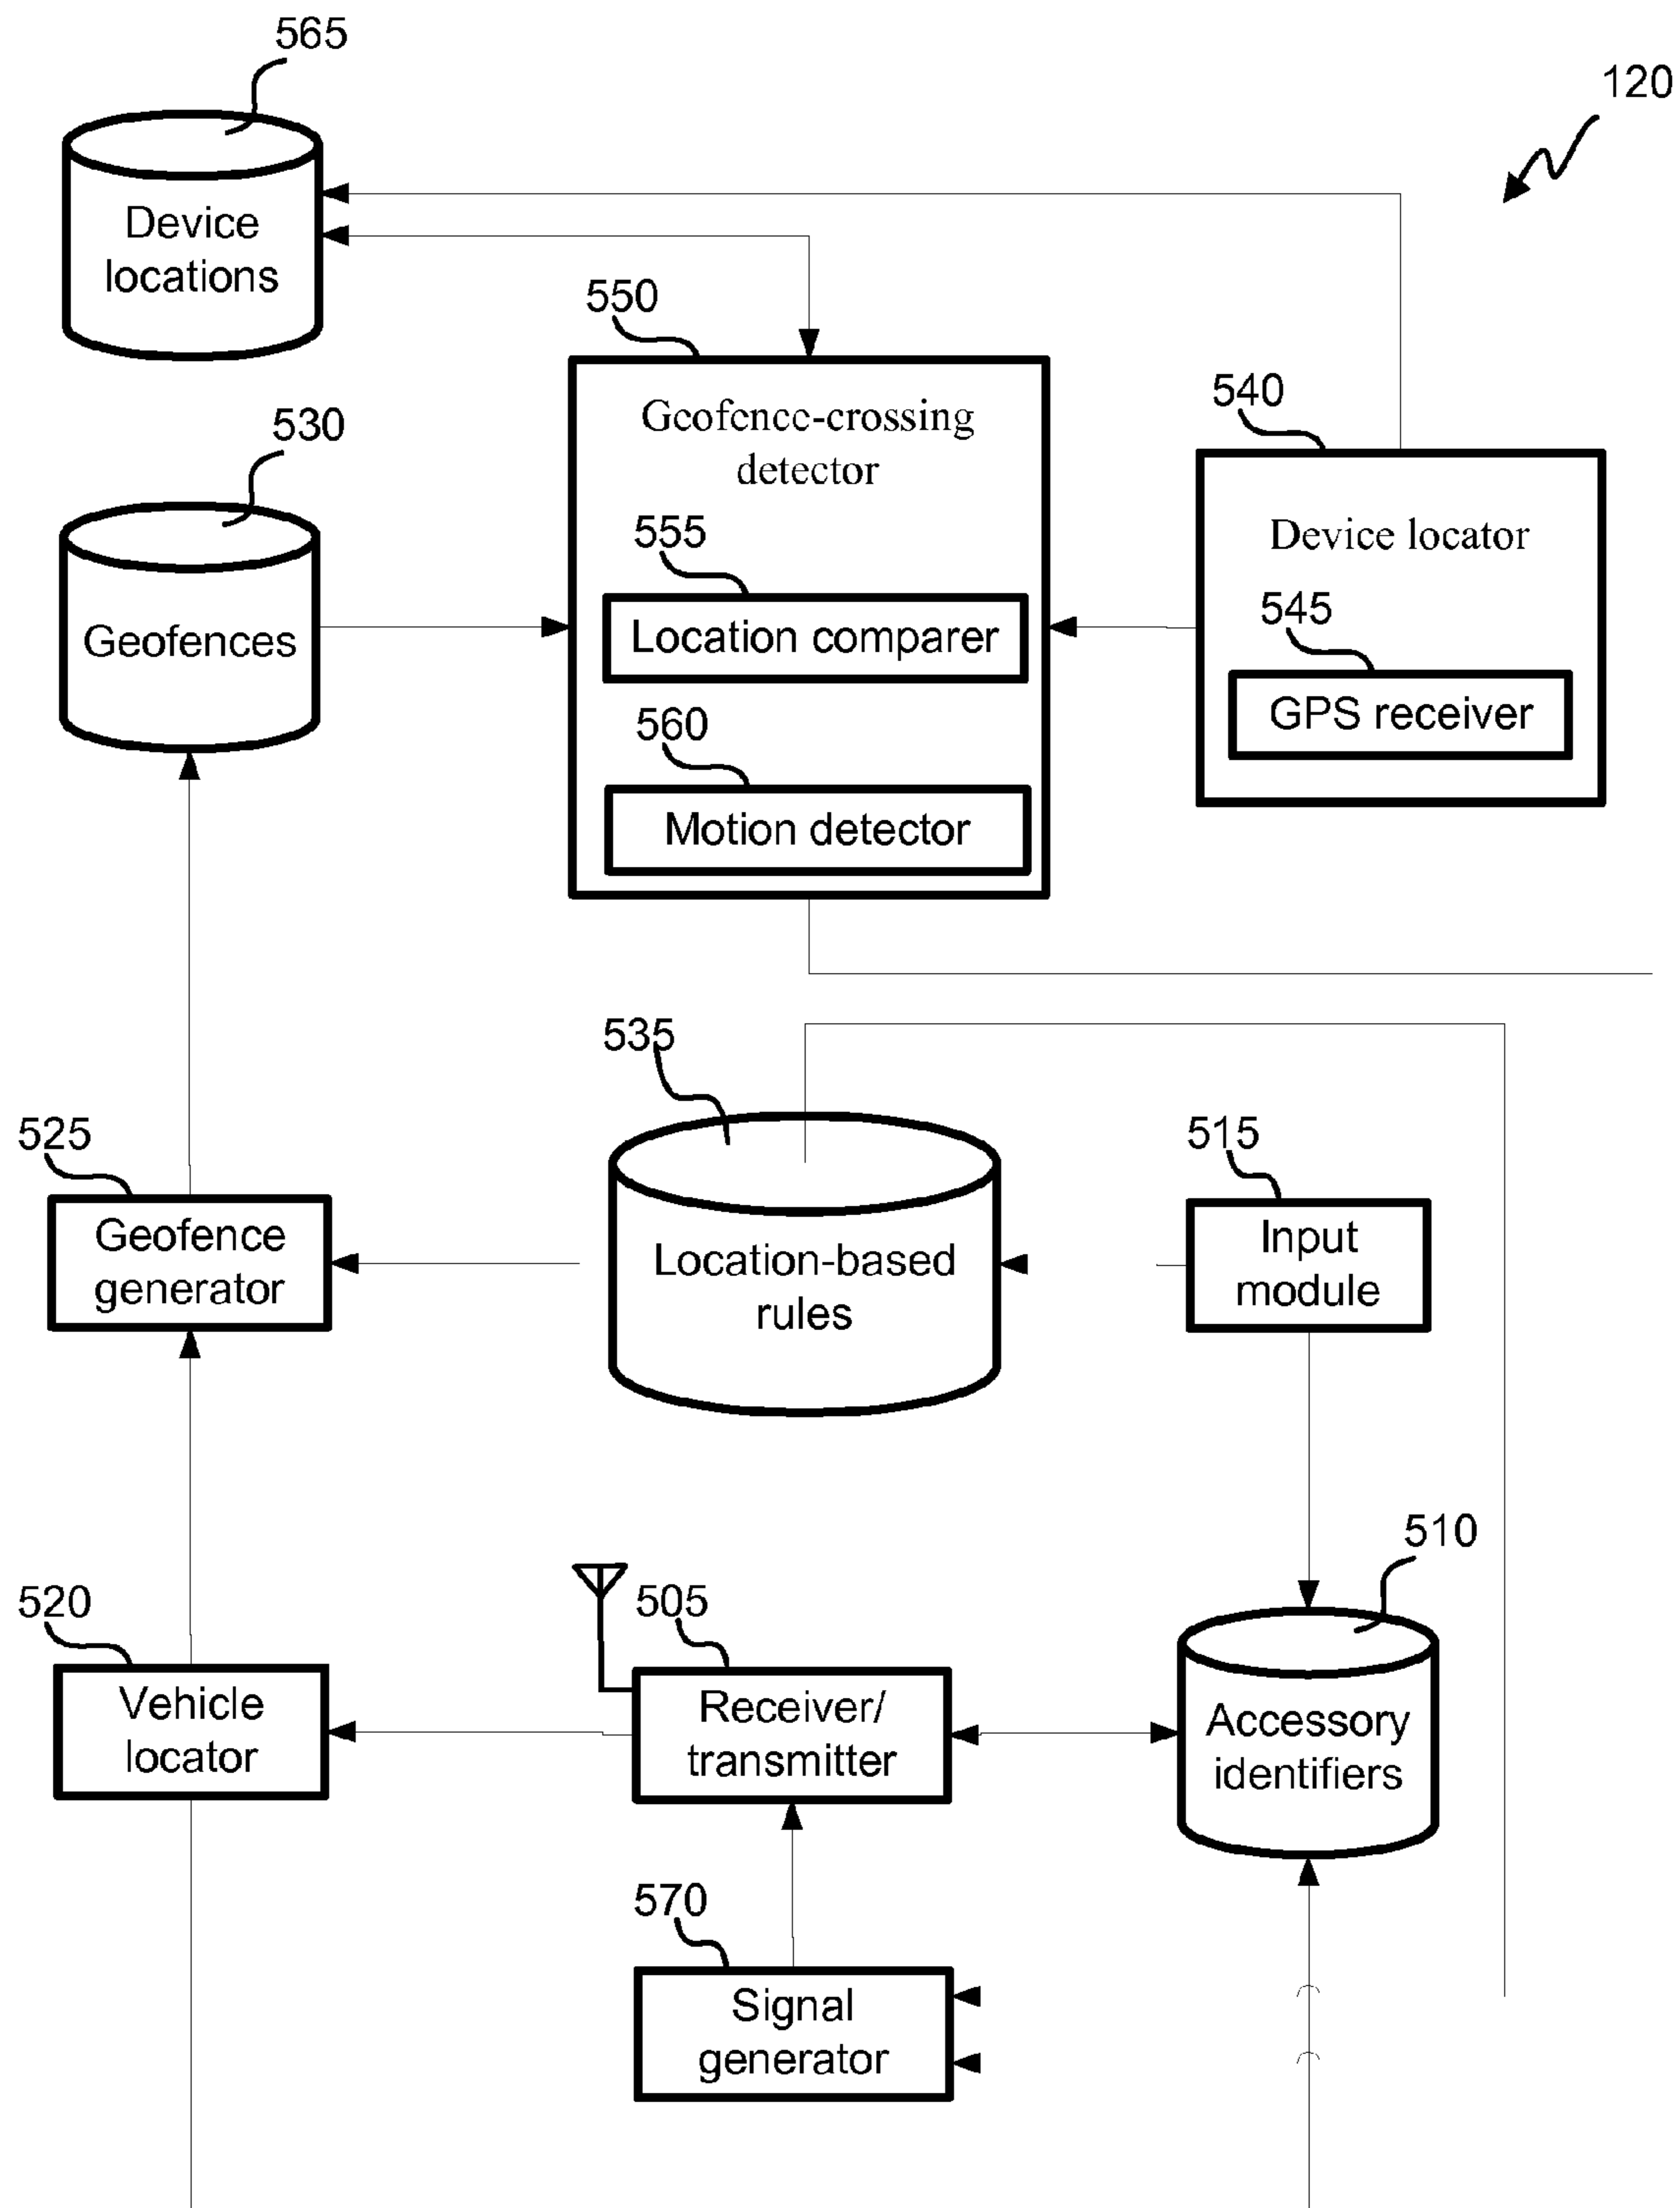 565
120
Device
locations
550
540
530
Geofence-crossing
detector
Device locator
555
545
Geofences
Location comparer
GPS receiver
560
Motion detector
535
525
515
Geofence
generator
Location-based
rules
Input
module
510
520
505
Vehicle
locator
Receiver/
transmitter
Accessory
identifiers
570
Signal
generator